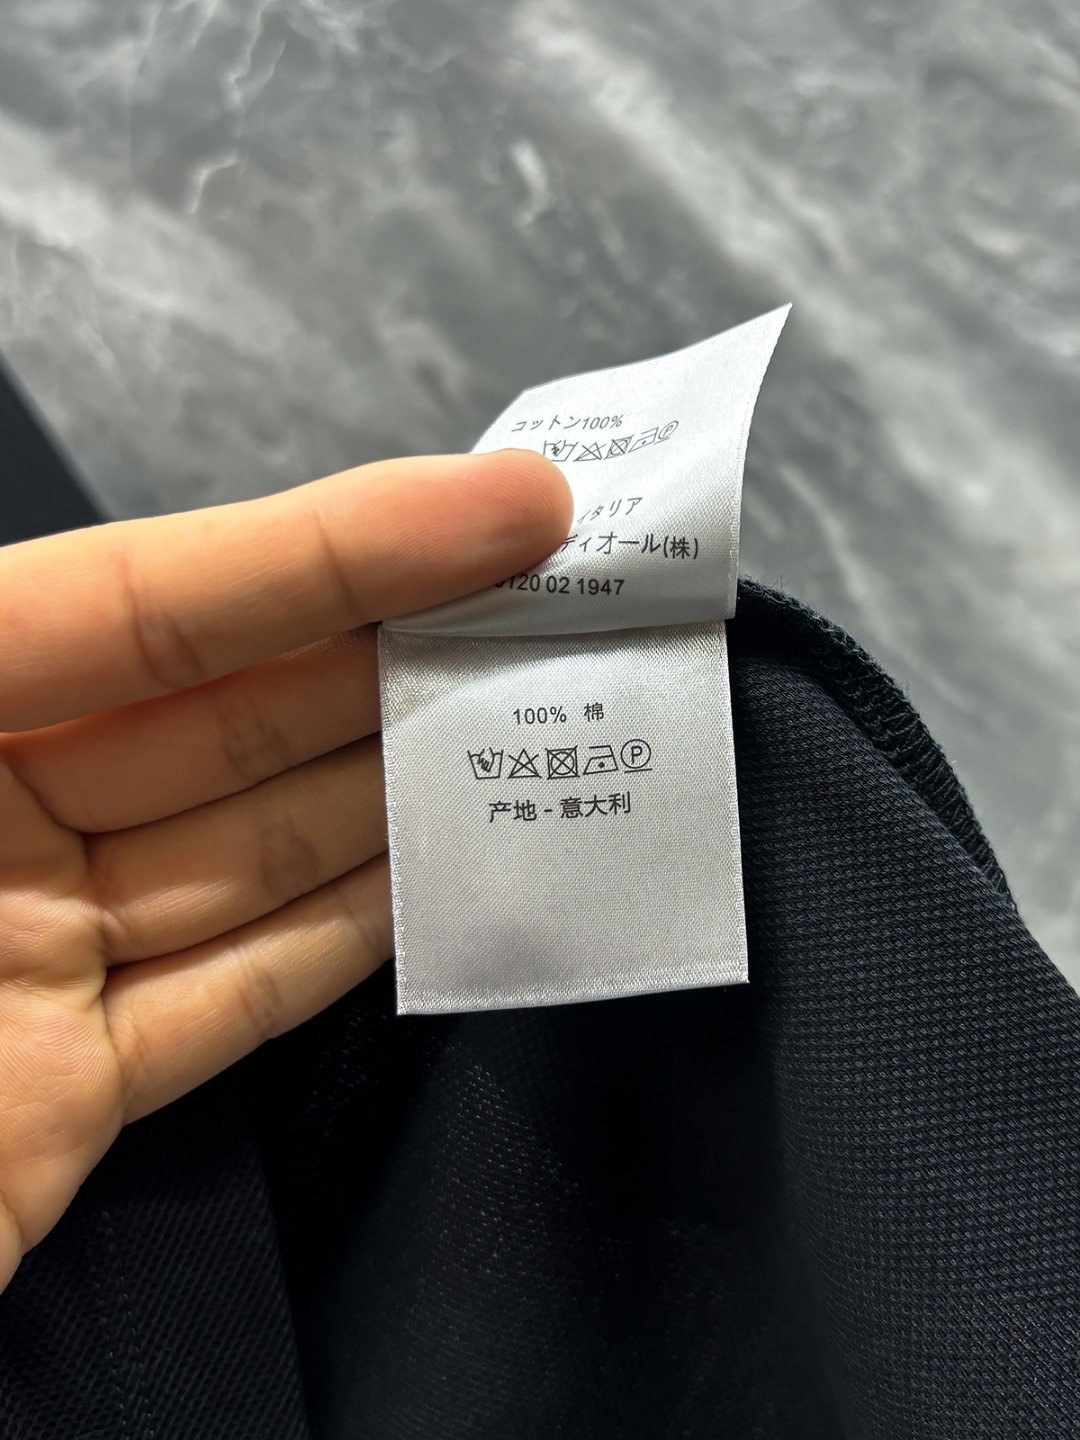 コットン100%
イタリア
ディオール(株)
0120 02 1947
100% 棉
产地 - 意大利